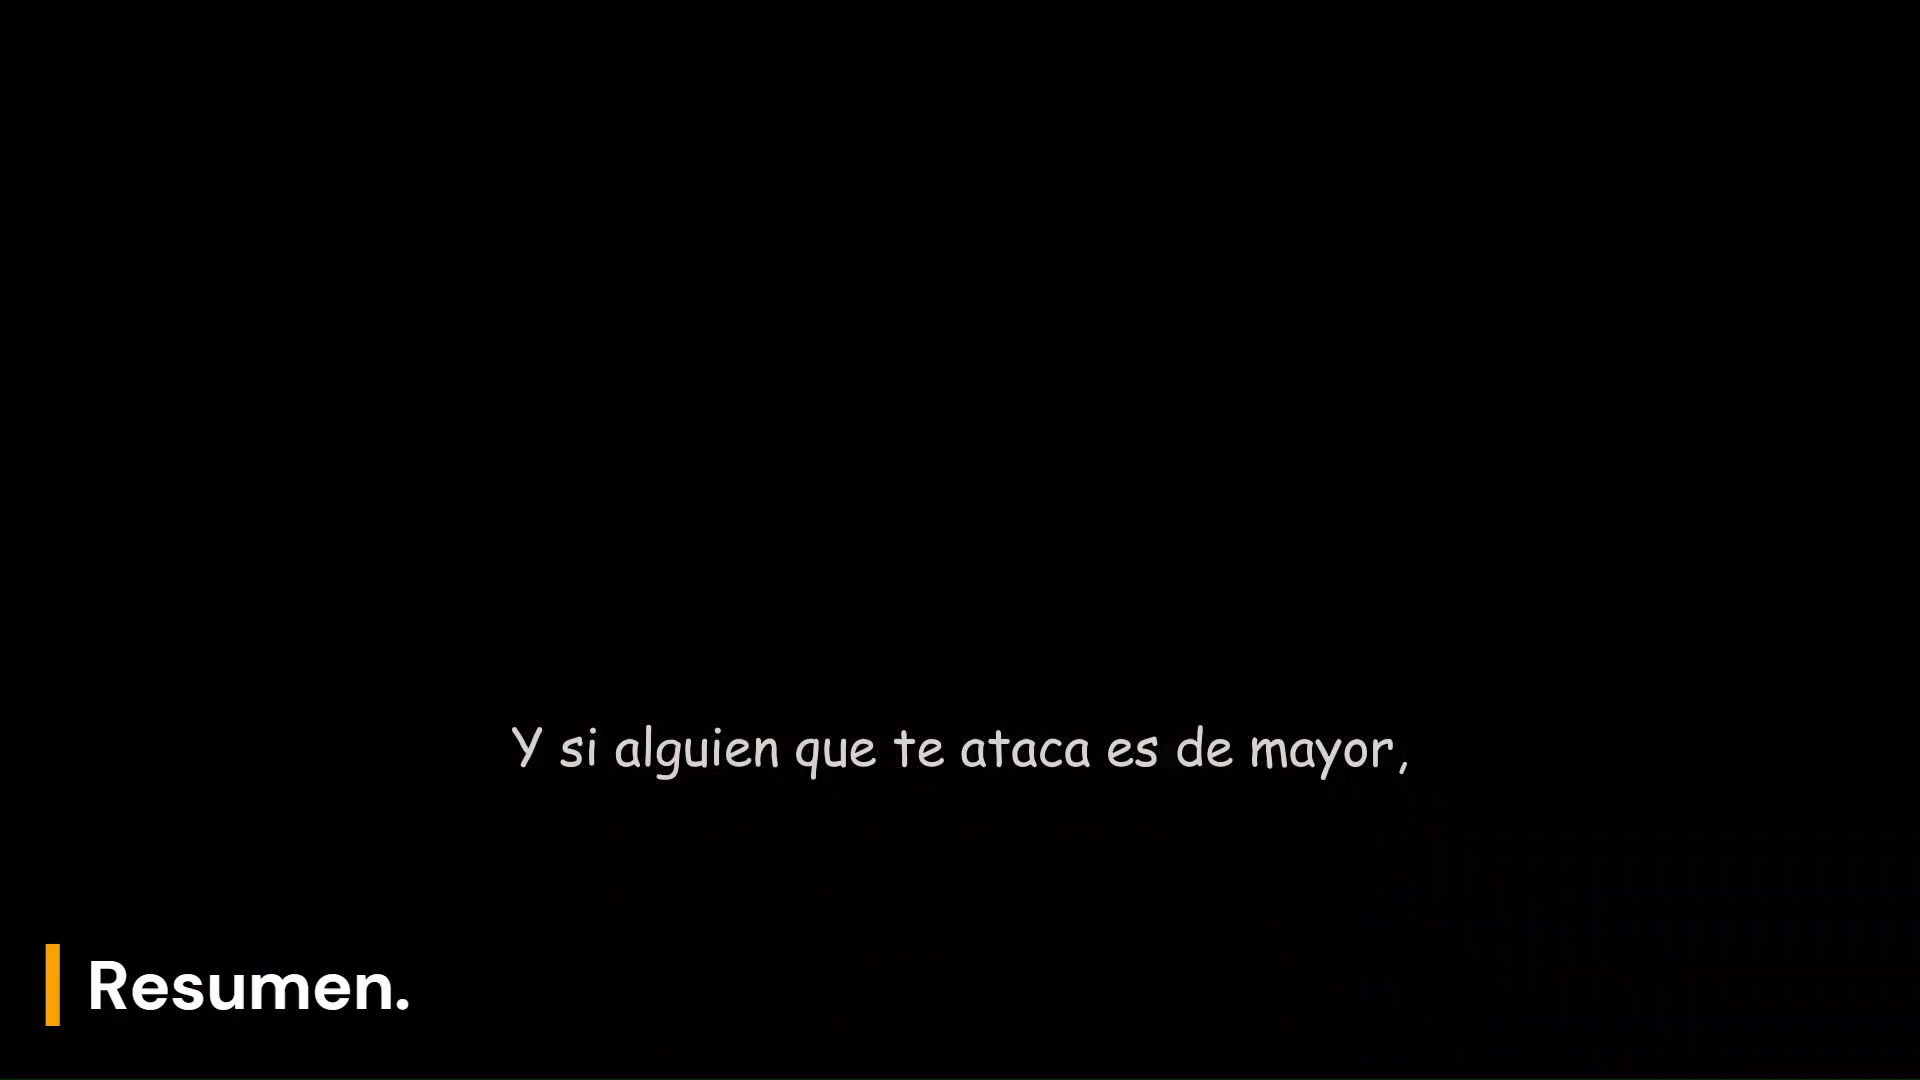 Y si alguien que te ataca es de mayor,
Resumen.